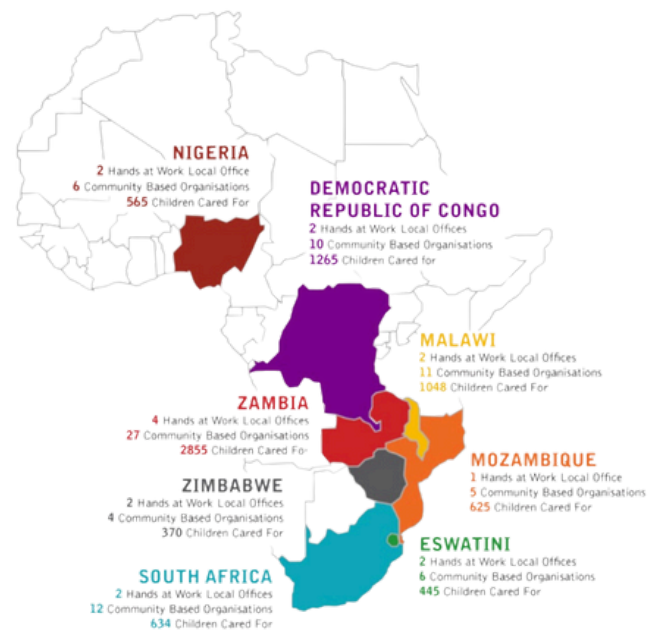 NIGERIA
2 Hands at Work Local Office
6 Community Based Organisations
565 Children Cared For
DEMOCRATIC
REPUBLIC OF CONGO
2 Hands at Work Local Offices
10 Community Based Organisations
1265 Children Cared for
MALAWI
2 Hands at Work Local Offices
11 Community Based Organisations
1048 Children Cared For
ZAMBIA
4 Hands at Work Local Offices
27 Community Based Organisations
2855 Children Cared Fo-
MOZAMBIQUE
1 Hands at Work Local Office
5 Community Based Organisations
625 Children Cared For
ZIMBABWE
2 Hands at Work Local Offices
4 Community Based Organisations
370 Children Cared For
ESWATINI
2 Hands at Work Local Offices
6 Community Based Organisations
445 Children Cared For
SOUTH AFRICA
2 Hands at Work Local Offices
12 Community Based Organisations
634 Children Cared For